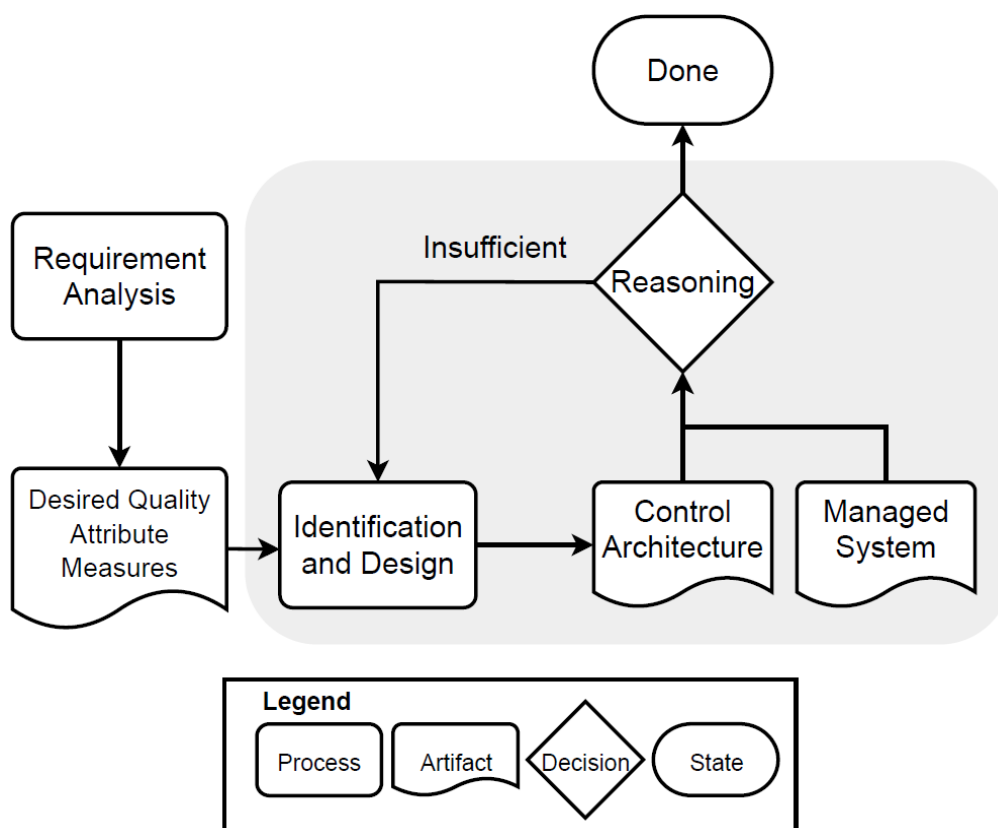 Done
Requirement
Analysis
Insufficient
Reasoning
Desired Quality
Attribute
Measures
Identification
and Design
Control
Architecture
Managed
System
Legend
Process
Artifact
Decision
State